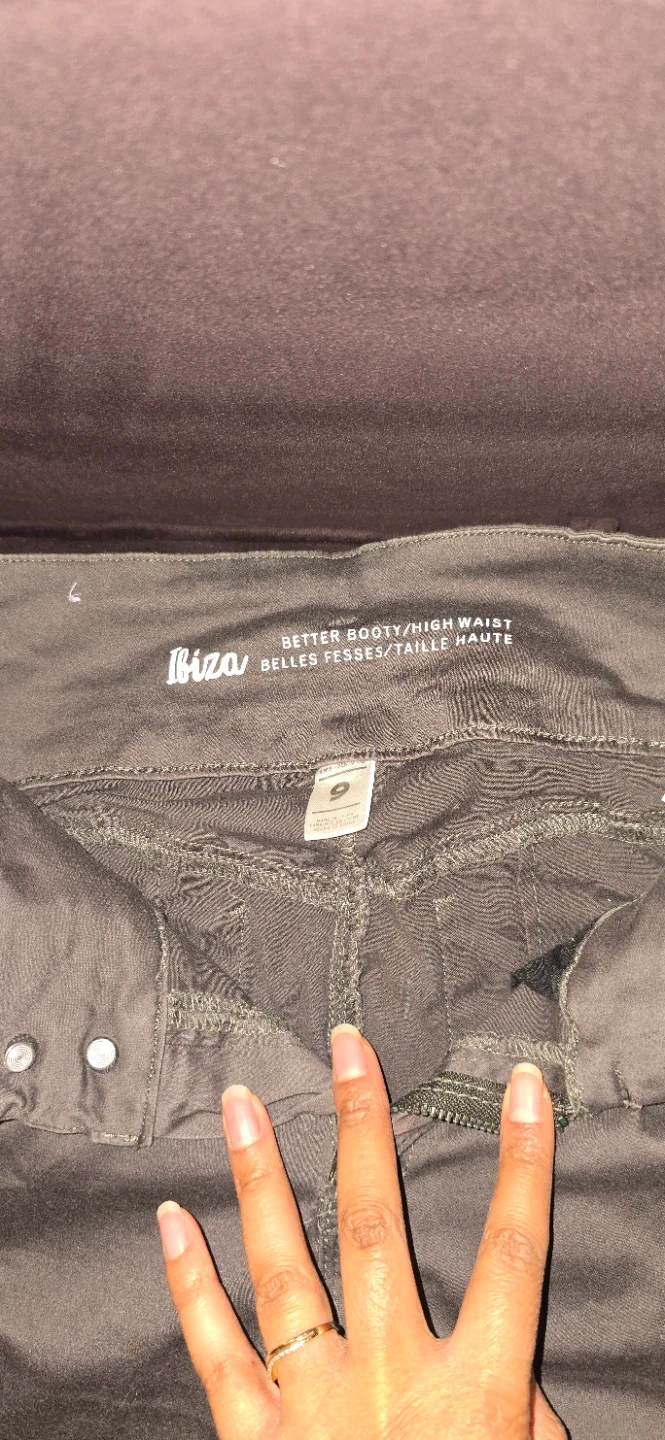 BETTER BOOTY/HIGH WAIST
Ibiza BELLES FESSES/TAILLE HAUTE
9